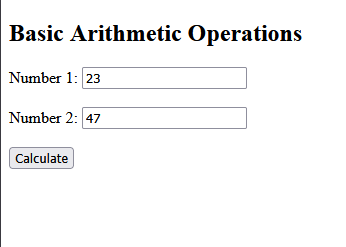 Basic Arithmetic Operations
Number 1: 23
Number 2: 47
Calculate